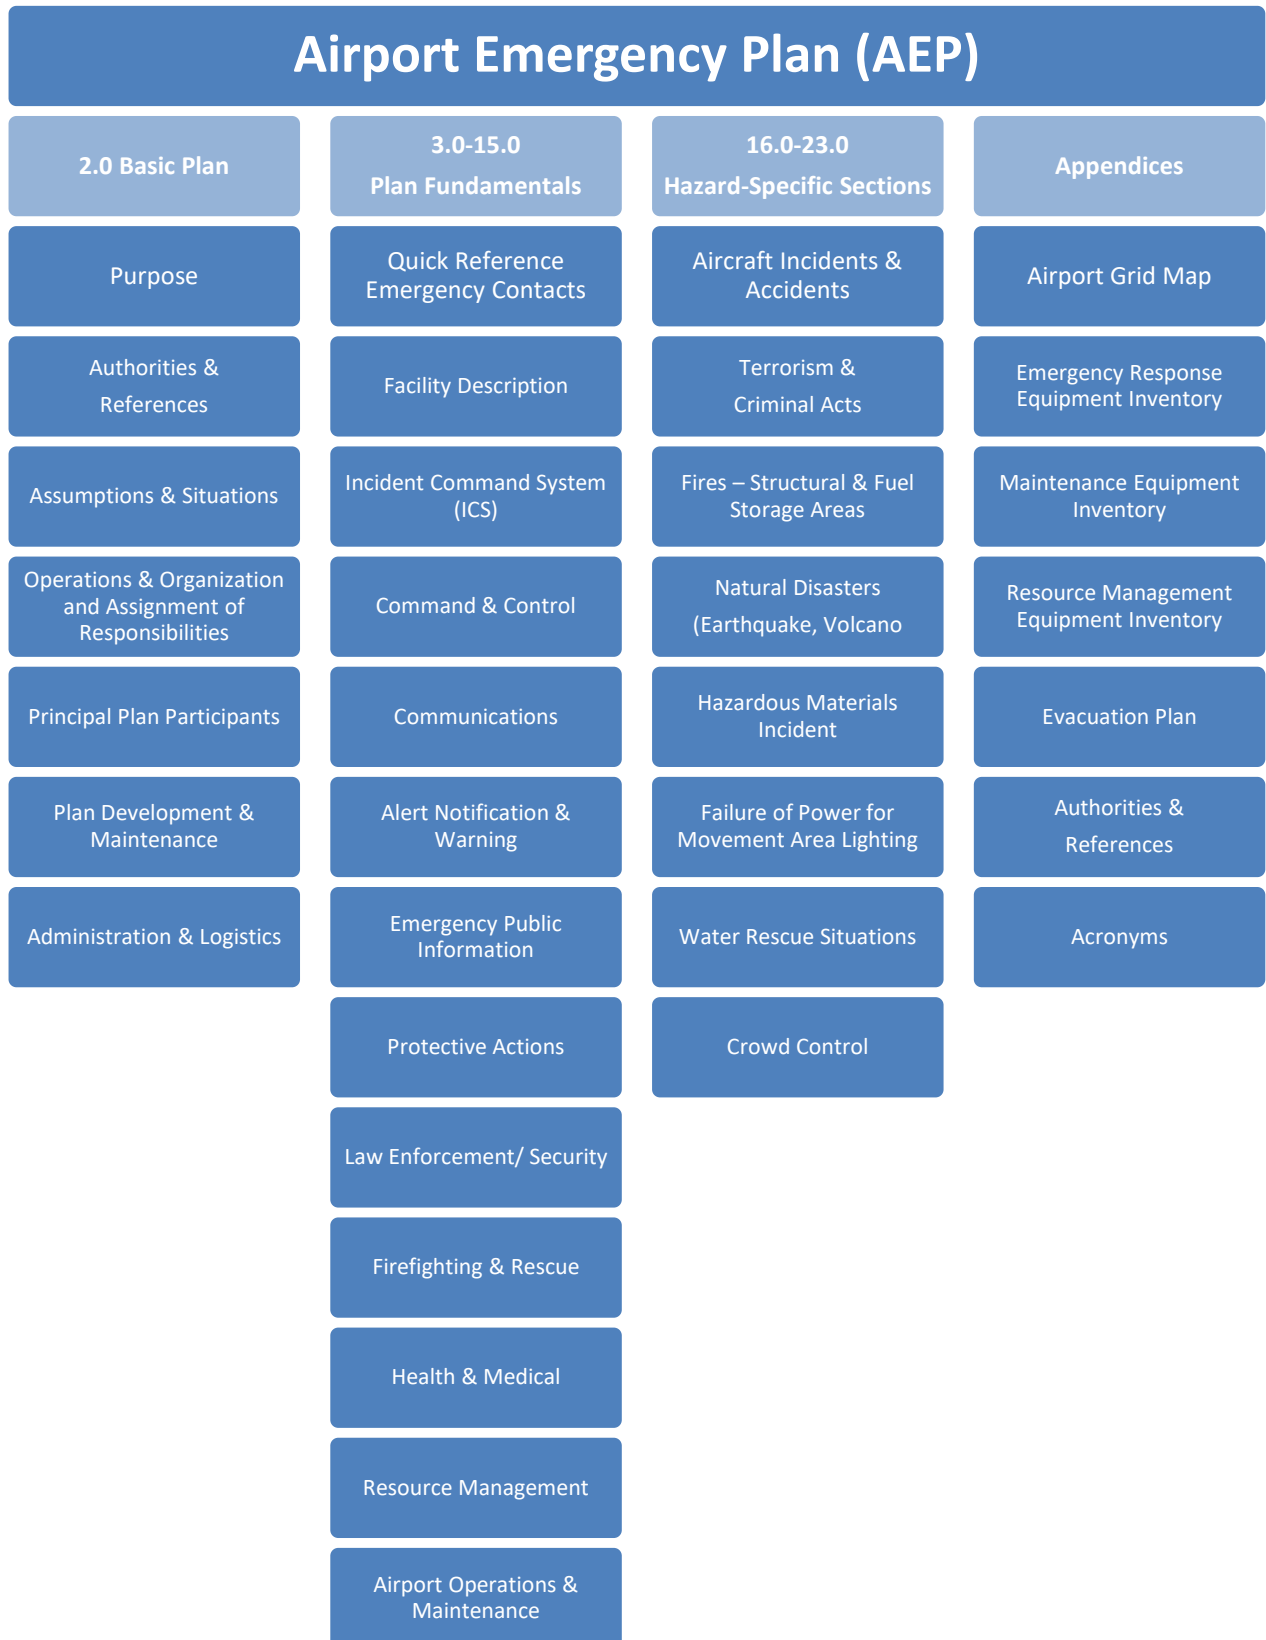 Airport Emergency Plan (AEP)
2.0 Basic Plan
Purpose
Authorities &
References
Assumptions & Situations
Operations & Organization
and Assignment of
Responsibilities
Principal Plan Participants
Plan Development &
Maintenance
Administration & Logistics
3.0-15.0
Plan Fundamentals
Quick Reference
Emergency Contacts
Facility Description
Incident Command System
(ICS)
Command & Control
Communications
Alert Notification &
Warning
Emergency Public
Information
Protective Actions
Law Enforcement/ Security
Firefighting & Rescue
Health & Medical
Resource Management
Airport Operations &
Maintenance
16.0-23.0
Hazard-Specific Sections
Aircraft Incidents &
Accidents
Terrorism &
Criminal Acts
Fires – Structural & Fuel
Storage Areas
Natural Disasters
(Earthquake, Volcano
Hazardous Materials
Incident
Failure of Power for
Movement Area Lighting
Water Rescue Situations
Crowd Control
Appendices
Airport Grid Map
Emergency Response
Equipment Inventory
Maintenance Equipment
Inventory
Resource Management
Equipment Inventory
Evacuation Plan
Authorities &
References
Acronyms